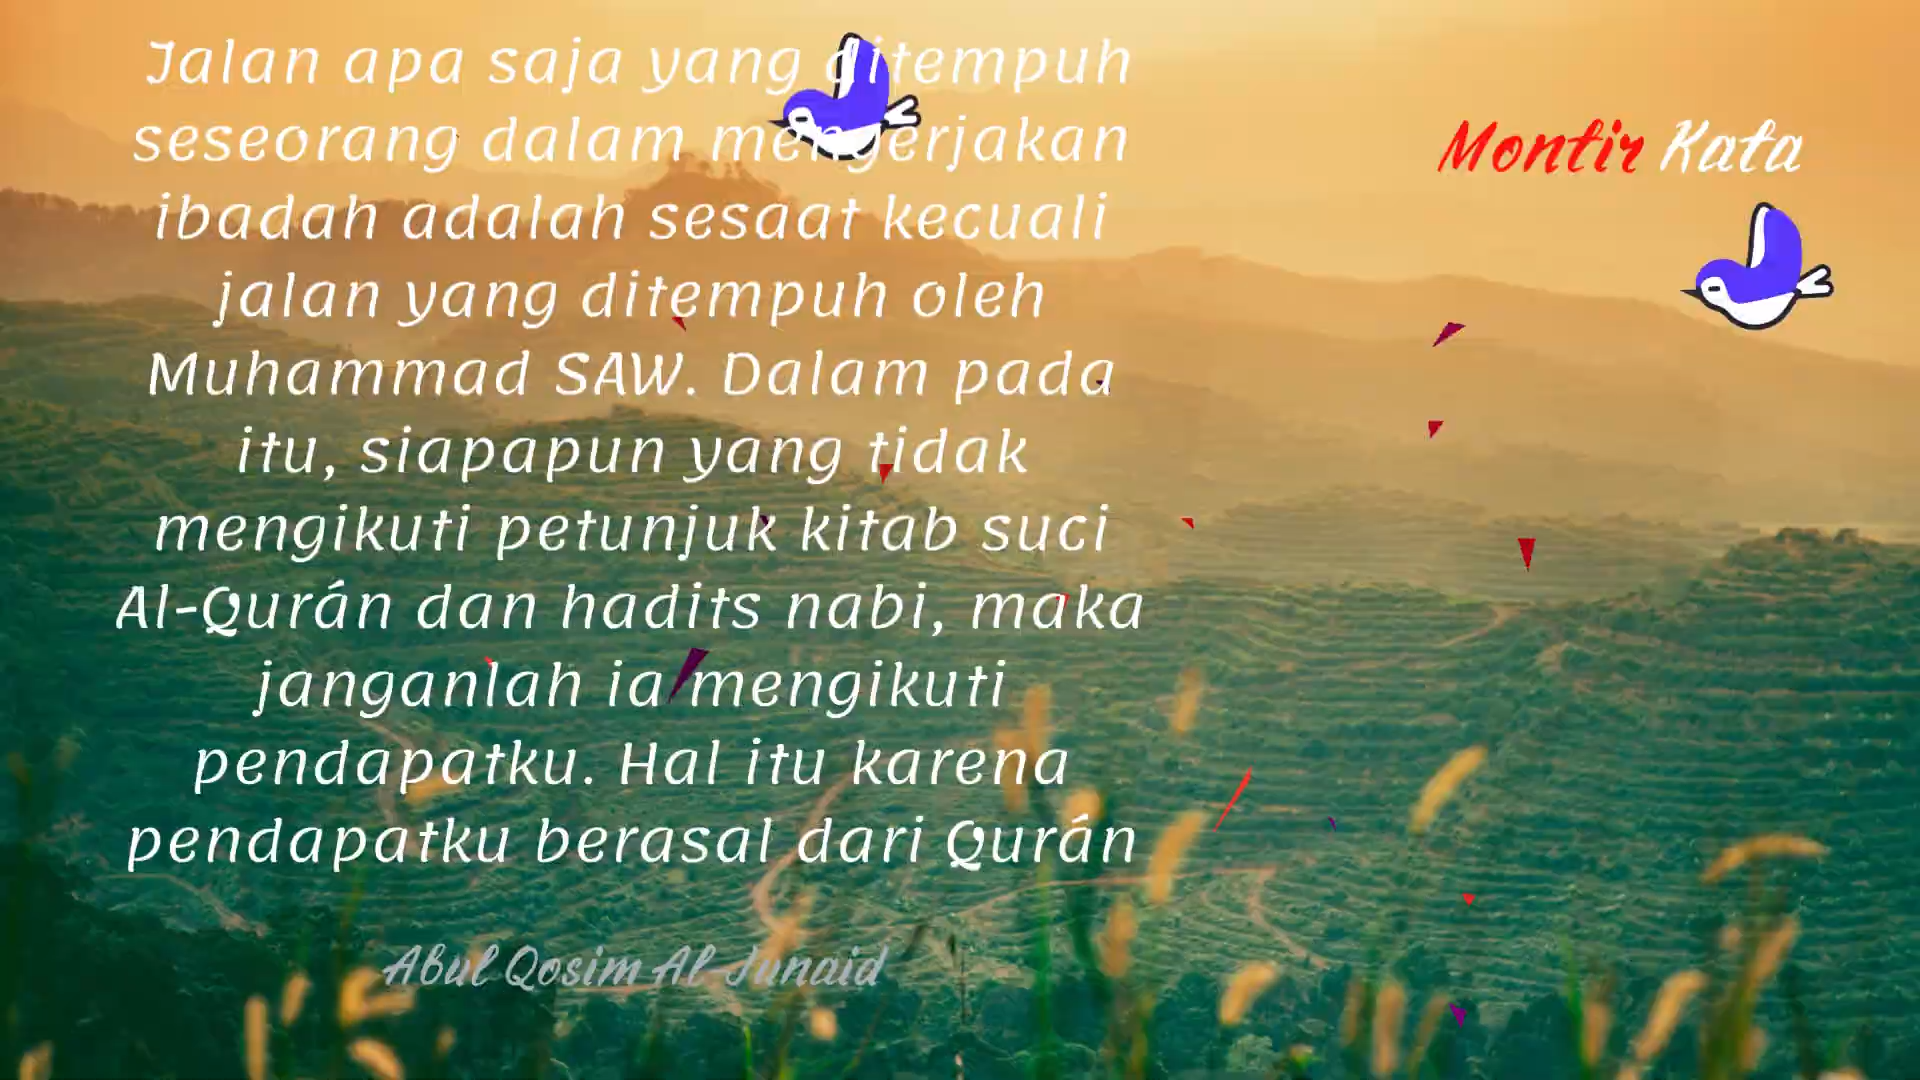 Jalan apa saja yang ditempuh
seseorang dalam mengerjakan
ibadah adalah sesaat kecuali
jalan yang ditempuh oleh
Muhammad SAW. Dalam pada
itu, siapapun yang tidak
mengikuti petunjuk kitab suci
Al-Qurán dan hadits nabi, maka
janganlah ia mengikuti
pendapatku. Hal itu karena
pendapatku berasal dari Qurán
Abul Qosim Al-Junaid
Montir Kata